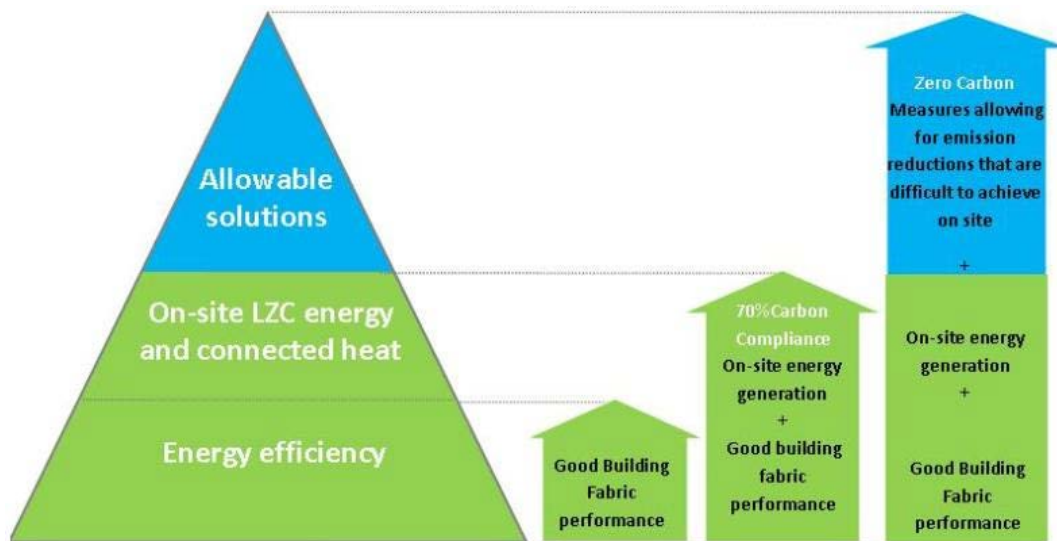 Allowable
solutions
On-site LZC energy
and connected heat
Energy efficiency
Good Building
Fabric
performance
70%Carbon
Compliance
On-site energy
generation
+
Good building
fabric
performance
Zero Carbon
Measures allowing
for emission
reductions that are
difficult to achieve
on site
+
On-site energy
generation
+
Good Building
Fabric
performance